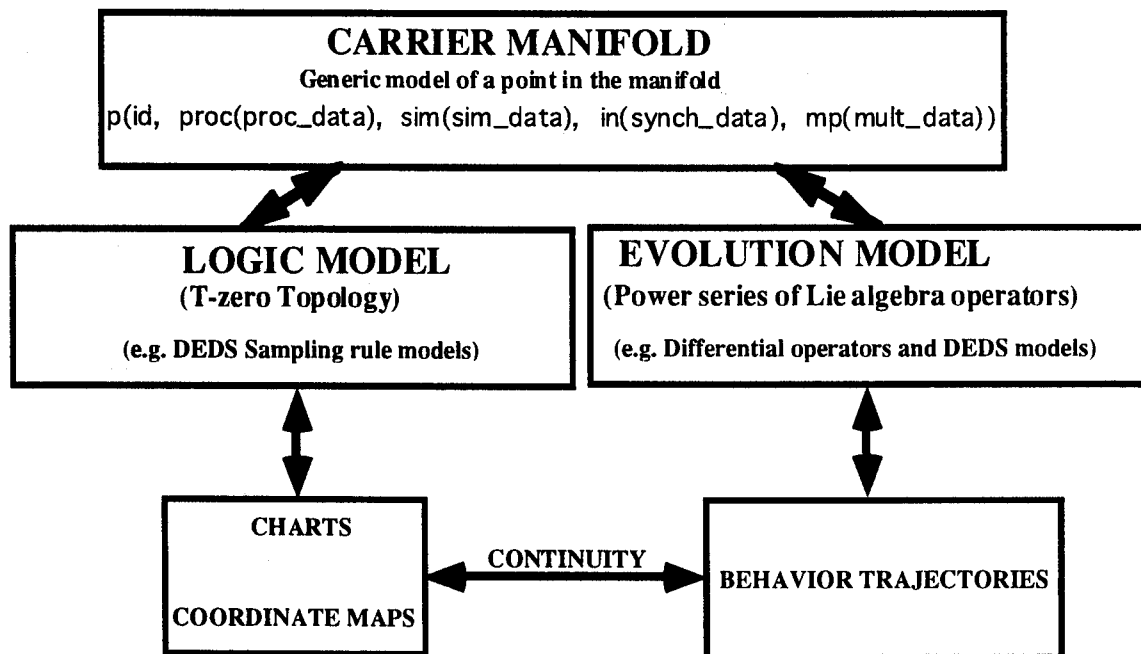 CARRIER MANIFOLD
Generic model of a point in the manifold
p(id, proc(proc_data), sim(sim_data), in(synch_data), mp(mult_data))
LOGIC MODEL
(T-zero Topology)
(e.g. DEDS Sampling rule models)
EVOLUTION MODEL
(Power series of Lie algebra operators)
(e.g. Differential operators and DEDS models)
CHARTS
COORDINATE MAPS
CONTINUITY
BEHAVIOR TRAJECTORIES